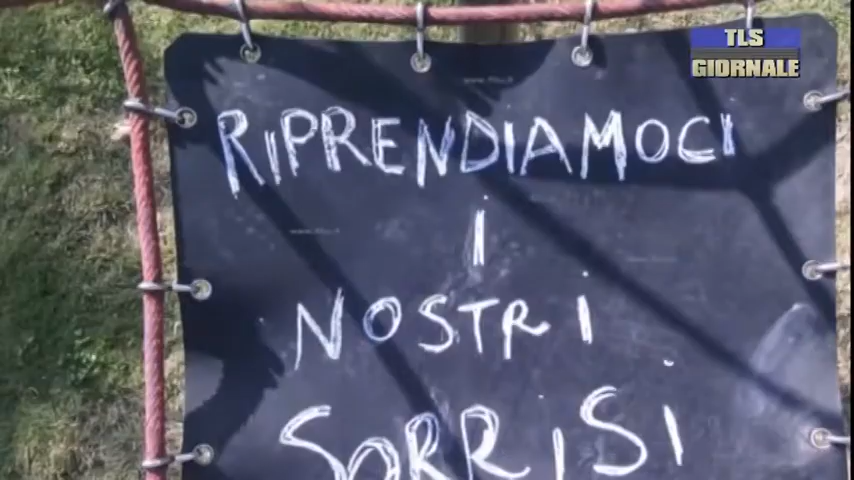 TLS
GIORNALE
RIPRENDIAMOCI
I
NOSTRI
SORRISI